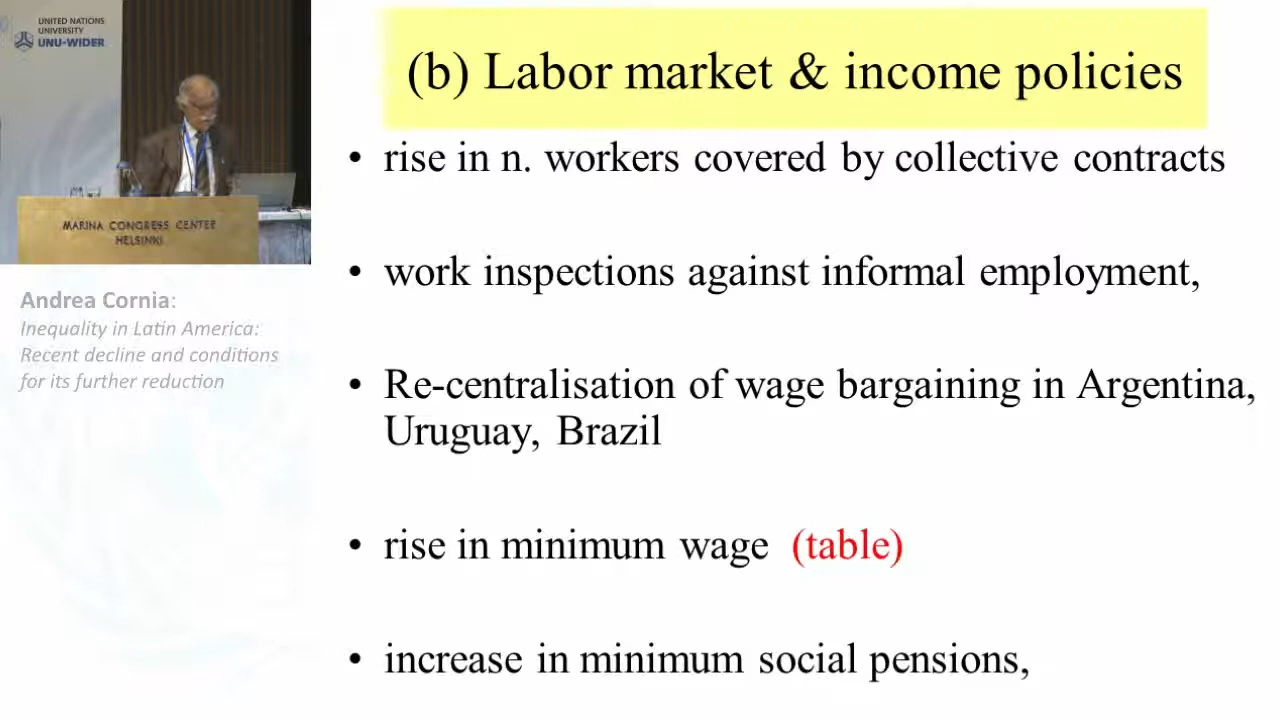 UNITED NATIONS
UNIVERSITY
UNU-WIDER
MARINA CONGRESS CENTER
HELSINKI
Andrea Cornia:
Inequality in Latin America:
Recent decline and conditions
for its further reduction
(b) Labor market & income policies
• rise in n. workers covered by collective contracts
• work inspections against informal employment,
• Re-centralisation of wage bargaining in Argentina,
Uruguay, Brazil
• rise in minimum wage (table)
• increase in minimum social pensions,